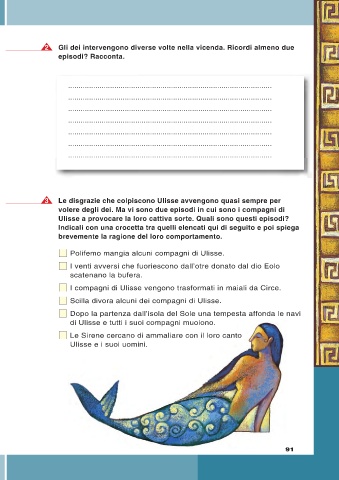 2 Gli dei intervengono diverse volte nella vicenda. Ricordi almeno due
episodi? Racconta.
3 Le disgrazie che colpiscono Ulisse avvengono quasi sempre per
volere degli dei. Ma vi sono due episodi in cui sono i compagni di
Ulisse a provocare la loro cattiva sorte. Quali sono questi episodi?
Indicali con una crocetta tra quelli elencati qui di seguito e poi spiega
brevemente la ragione del loro comportamento.
Polifemo mangia alcuni compagni di Ulisse.
I venti avversi che fuoriescono dall'otre donato dal dio Eolo
scatenano la bufera.
I compagni di Ulisse vengono trasformati in maiali da Circe.
Scilla divora alcuni dei compagni di Ulisse.
Dopo la partenza dall'isola del Sole una tempesta affonda le navi
di Ulisse e tutti i suoi compagni muoiono.
Le Sirene cercano di ammaliare con il loro canto
Ulisse e i suoi uomini.
91